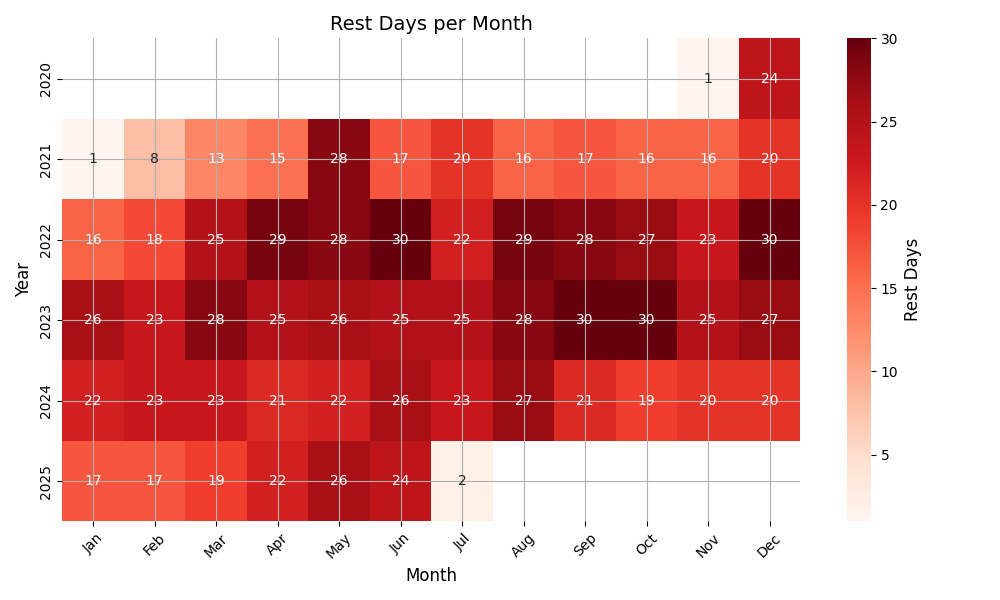 Rest Days per Month
2020 1 24
2021 1 8 13 15 28 17 20 16 17 16 16 20
2022 16 18 25 29 28 30 22 29 28 27 23 30
2023 26 23 28 25 26 25 25 28 30 30 25 27
2024 22 23 23 21 22 26 23 27 21 19 20 20
2025 17 17 19 22 26 24 2
Jan Feb Mar Apr May Jun Jul Aug Sep Oct Nov Dec
Month
Year
30
25
20
15
10
5
Rest Days